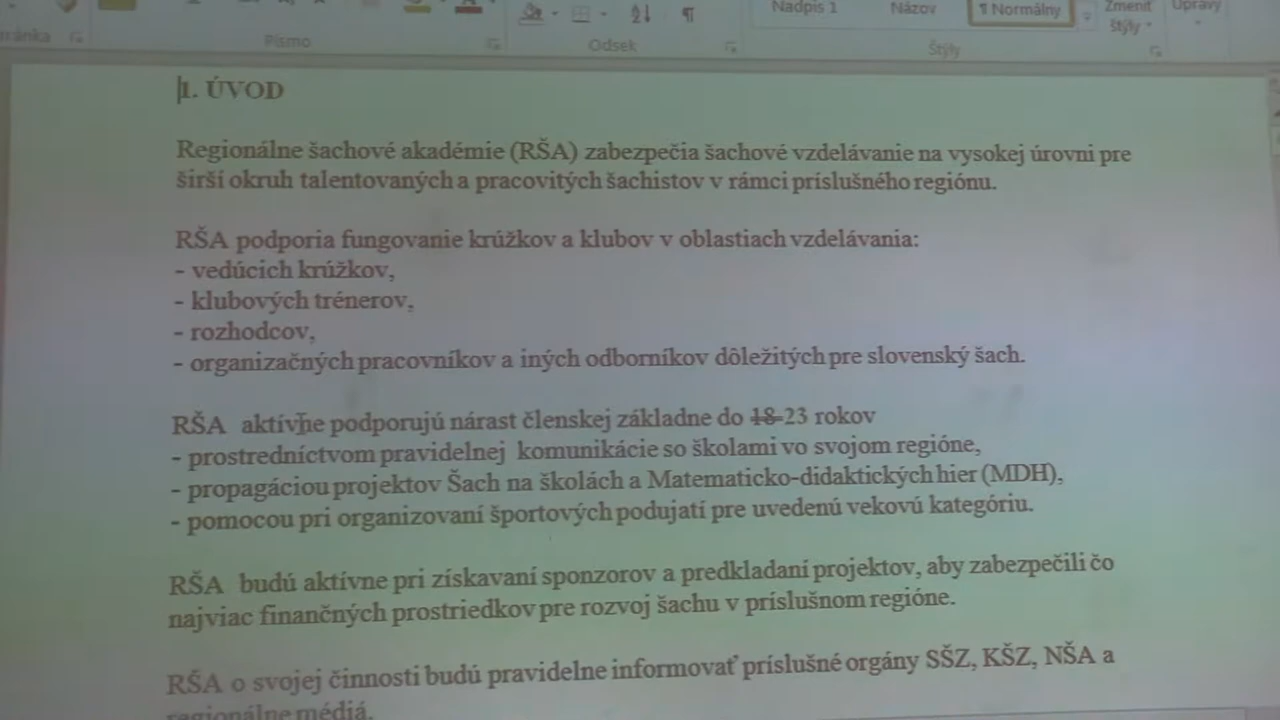 Nadpis 1 Názov ¶ Normálny Zmeniť Úpravy
štýly
Písmo Odsek Štýly
1. ÚVOD
Regionálne šachové akadémie (RŠA) zabezpečia šachové vzdelávanie na vysokej úrovni pre
širší okruh talentovaných a pracovitých šachistov v rámci príslušného regiónu.
RŠA podporia fungovanie krúžkov a klubov v oblastiach vzdelávania:
- vedúcich krúžkov,
- klubových trénerov,
- rozhodcov,
- organizačných pracovníkov a iných odborníkov dôležitých pre slovenský šach.
RŠA aktívne podporujú nárast členskej základne do 18 23 rokov
- prostredníctvom pravidelnej komunikácie so školami vo svojom regióne,
- propagáciou projektov Šach na školách a Matematicko-didaktických hier (MDH),
- pomocou pri organizovaní športových podujatí pre uvedenú vekovú kategóriu.
RŠA budú aktívne pri získavaní sponzorov a predkladaní projektov, aby zabezpečili čo
najviac finančných prostriedkov pre rozvoj šachu v príslušnom regióne.
RŠA o svojej činnosti budú pravidelne informovať príslušné orgány SŠZ, KŠZ, NŠA a
regionálne médiá.